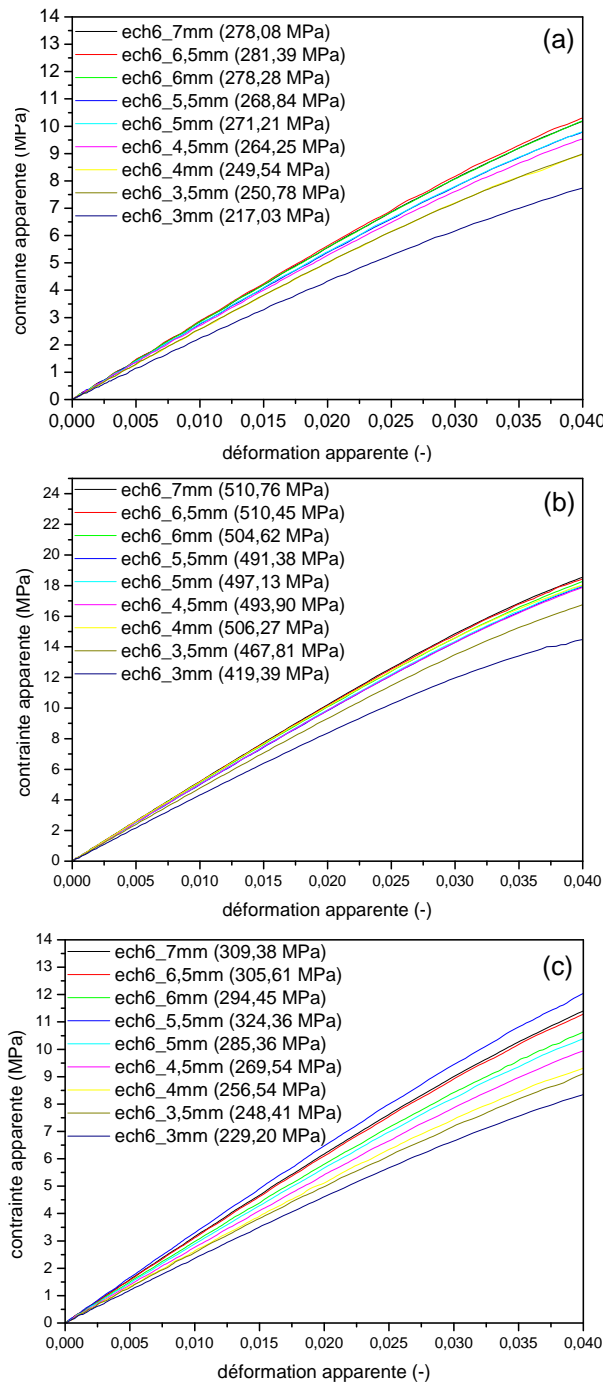 (a)
ech6_7mm (278,08 MPa)
ech6_6,5mm (281,39 MPa)
ech6_6mm (278,28 MPa)
ech6_5,5mm (268,84 MPa)
ech6_5mm (271,21 MPa)
ech6_4,5mm (264,25 MPa)
ech6_4mm (249,54 MPa)
ech6_3,5mm (250,78 MPa)
ech6_3mm (217,03 MPa)
contrainte apparente (MPa)
14
13
12
11
10
9
8
7
6
5
4
3
2
1
0
0,000 0,005 0,010 0,015 0,020 0,025 0,030 0,035 0,040
déformation apparente (-)
(b)
ech6_7mm (510,76 MPa)
ech6_6,5mm (510,45 MPa)
ech6_6mm (504,62 MPa)
ech6_5,5mm (491,38 MPa)
ech6_5mm (497,13 MPa)
ech6_4,5mm (493,90 MPa)
ech6_4mm (506,27 MPa)
ech6_3,5mm (467,81 MPa)
ech6_3mm (419,39 MPa)
contrainte apparente (MPa)
24
22
20
18
16
14
12
10
8
6
4
2
0
0,000 0,005 0,010 0,015 0,020 0,025 0,030 0,035 0,040
déformation apparente (-)
(c)
ech6_7mm (309,38 MPa)
ech6_6,5mm (305,61 MPa)
ech6_6mm (294,45 MPa)
ech6_5,5mm (324,36 MPa)
ech6_5mm (285,36 MPa)
ech6_4,5mm (269,54 MPa)
ech6_4mm (256,54 MPa)
ech6_3,5mm (248,41 MPa)
ech6_3mm (229,20 MPa)
contrainte apparente (MPa)
14
13
12
11
10
9
8
7
6
5
4
3
2
1
0
0,000 0,005 0,010 0,015 0,020 0,025 0,030 0,035 0,040
déformation apparente (-)